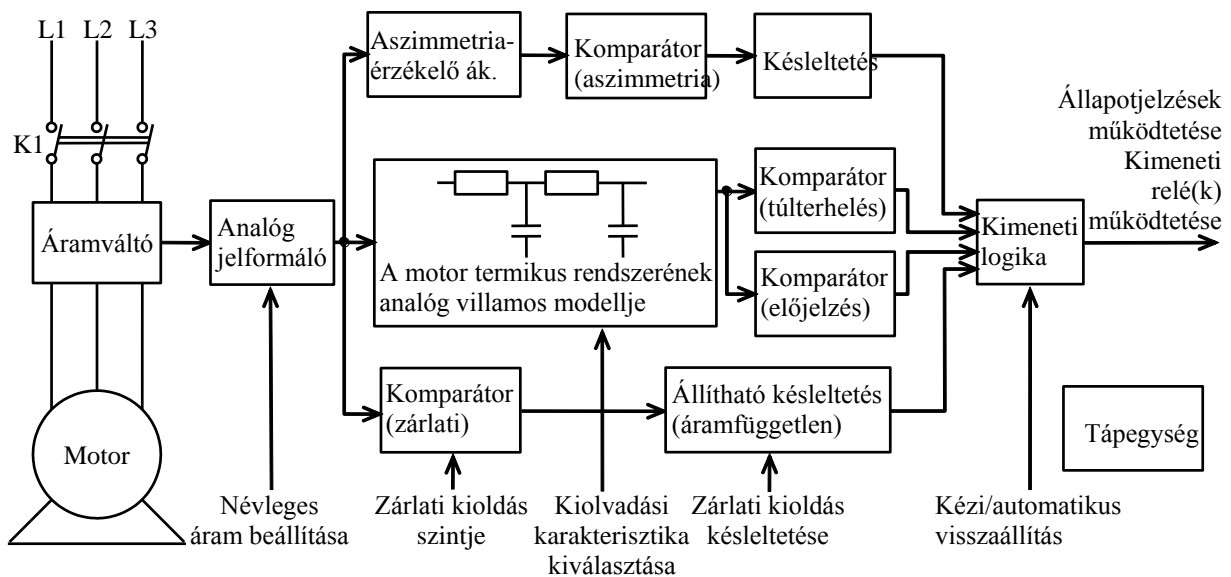 L1 L2 L3
K1
Áramváltó
Motor
Analóg
jelformáló
Névleges
áram beállítása
Aszimmetria-
érzékelő ák.
Komparátor
(aszimmetria)
Késleltetés
A motor termikus rendszerének
analóg villamos modellje
Komparátor
(túlterhelés)
Komparátor
(előjelzés)
Komparátor
(zárlati)
Állítható késleltetés
(áramfüggetlen)
Zárlati kioldás
szintje
Kiolvadási
karakterisztika
kiválasztása
Zárlati kioldás
késleltetése
Kimeneti
logika
Állapotjelzések
működtetése
Kimeneti
relé(k)
működtetése
Tápegység
Kézi/automatikus
visszaállítás